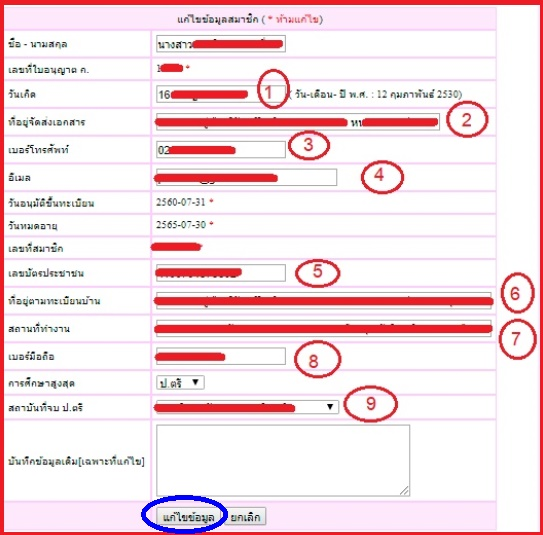 แก้ไขข้อมูลสมาชิก ( * ห้ามแก้ไข)
ชื่อ - นามสกุล นางสาว
เลขที่ใบอนุญาต ก. 1 *
วันเกิด 16 1 ( วัน-เดือน- ปี พ.ศ. : 12 กุมภาพันธ์ 2530)
ที่อยู่จัดส่งเอกสาร 2
เบอร์โทรศัพท์ 02 3
อีเมล 4
วันอนุมัติขึ้นทะเบียน 2560-07-31 *
วันหมดอายุ 2565-07-30 *
เลขที่สมาชิก *
เลขบัตรประชาชน 5
ที่อยู่ตามทะเบียนบ้าน 6
สถานที่ทำงาน 7
เบอร์มือถือ 8
การศึกษาสูงสุด ป.ตรี
สถาบันที่จบ ป.ตรี 9
บันทึกข้อมูลเดิม[เฉพาะที่แก้ไข]
แก้ไขข้อมูล ยกเลิก